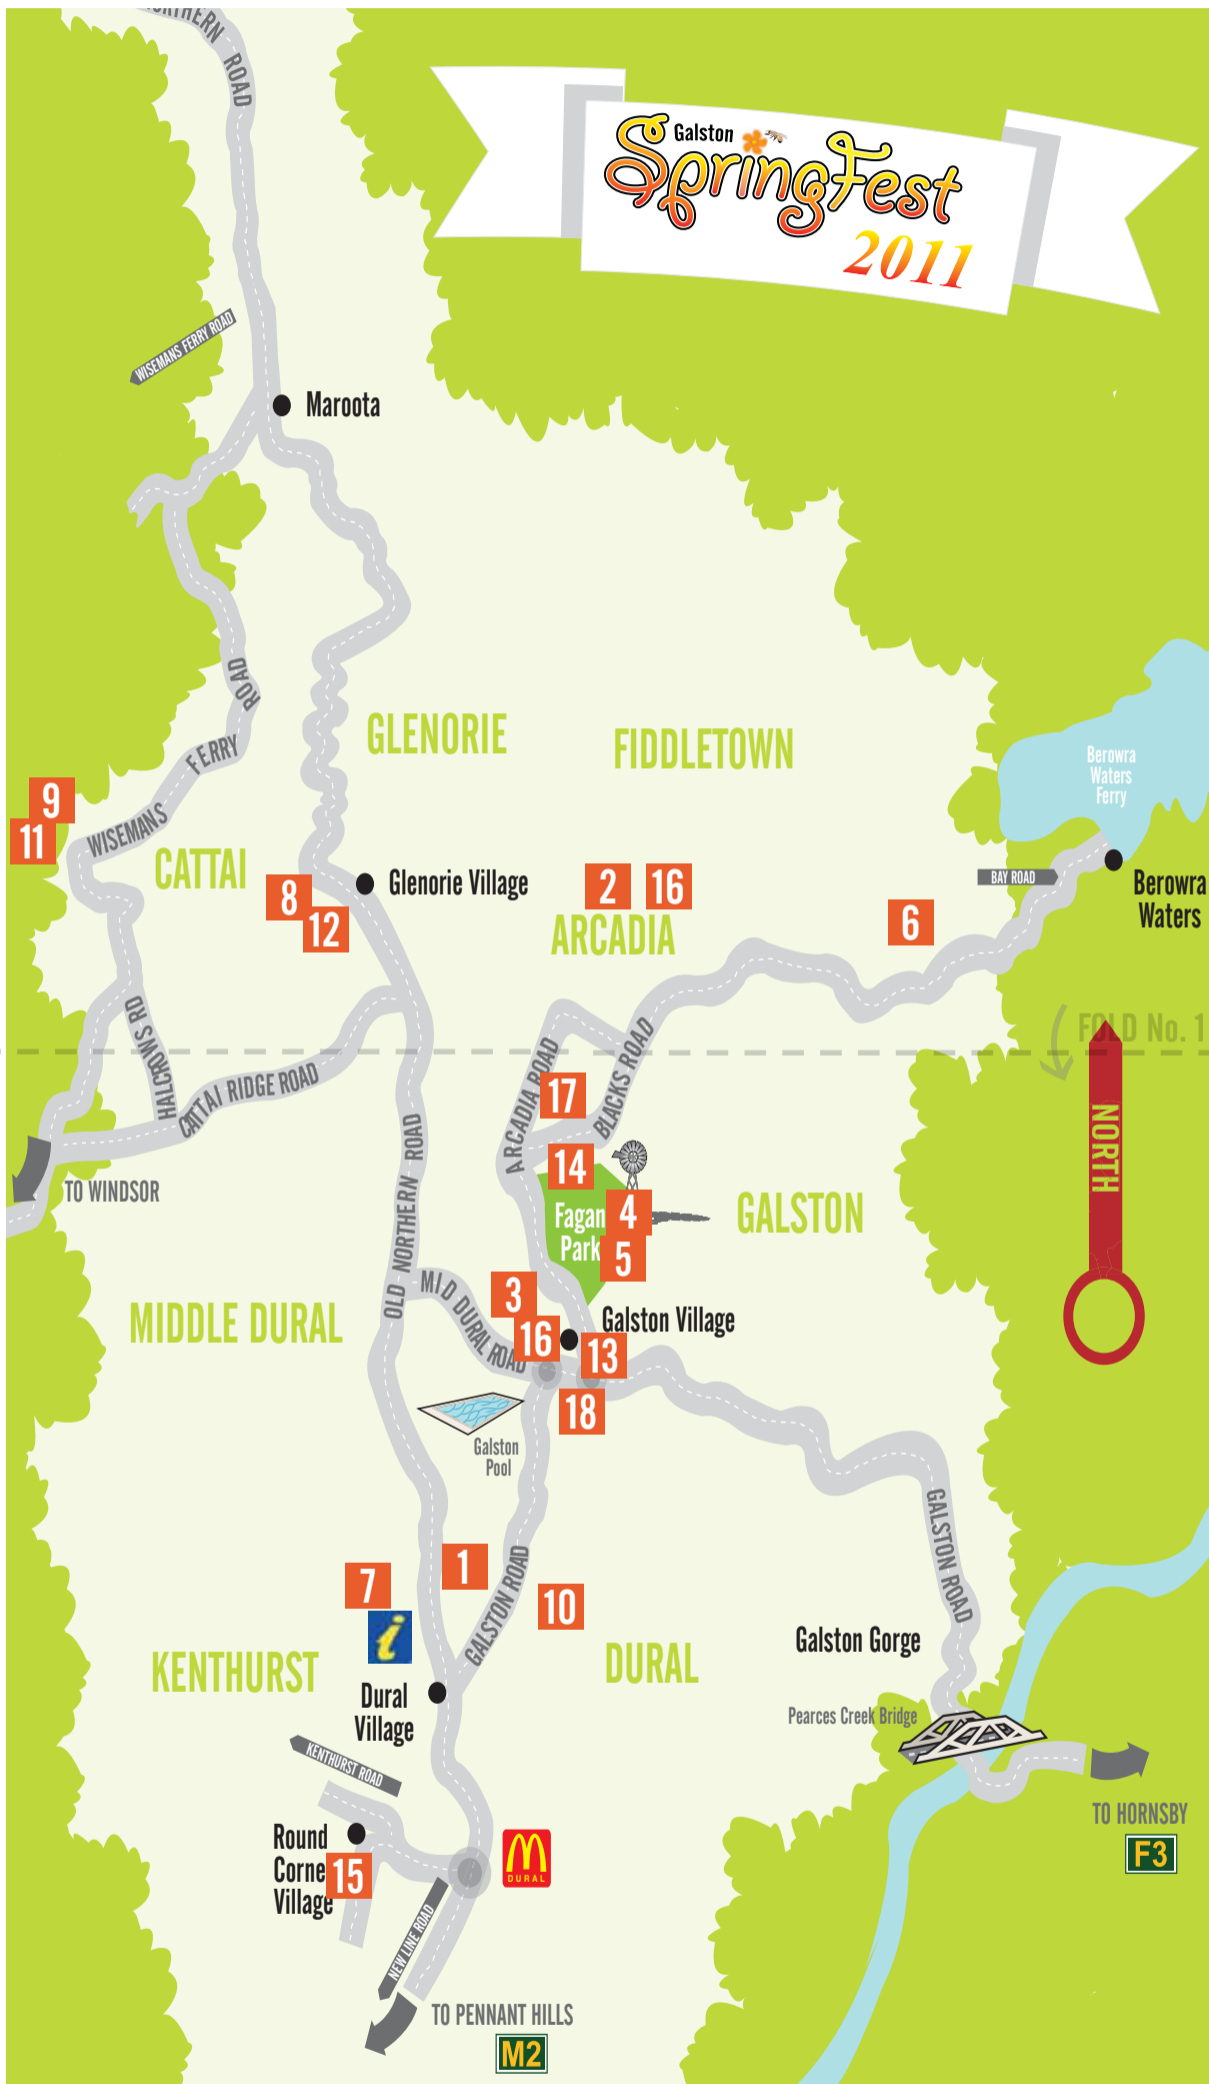 NORTHERN ROAD
Galston
SpringFest
2011
WISEMANS FERRY ROAD
Maroota
ROAD
FERRY
WISEMANS
GLENORIE
FIDDLETOWN
Berowra
Waters
Ferry
9
11
CATTAI
8
12
Glenorie Village
2
16
ARCADIA
6
BAY ROAD
Berowra
Waters
FOLD No. 1
HALCROWS RD
CATTAI RIDGE ROAD
ARCADIA ROAD
BLACKS ROAD
17
NORTH
OLD NORTHERN ROAD
14
TO WINDSOR
Fagan
Park
4
5
GALSTON
MID DURAL ROAD
3
16
MIDDLE DURAL
Galston Village
13
18
Galston
Pool
GALSTON ROAD
1
7
i
10
GALSTON ROAD
Galston Gorge
KENTHURST
DURAL
Dural
Village
Pearces Creek Bridge
KENTHURST ROAD
TO HORNSBY
F3
Round
Corne
Village
15
DURAL
NEW LINE ROAD
TO PENNANT HILLS
M2